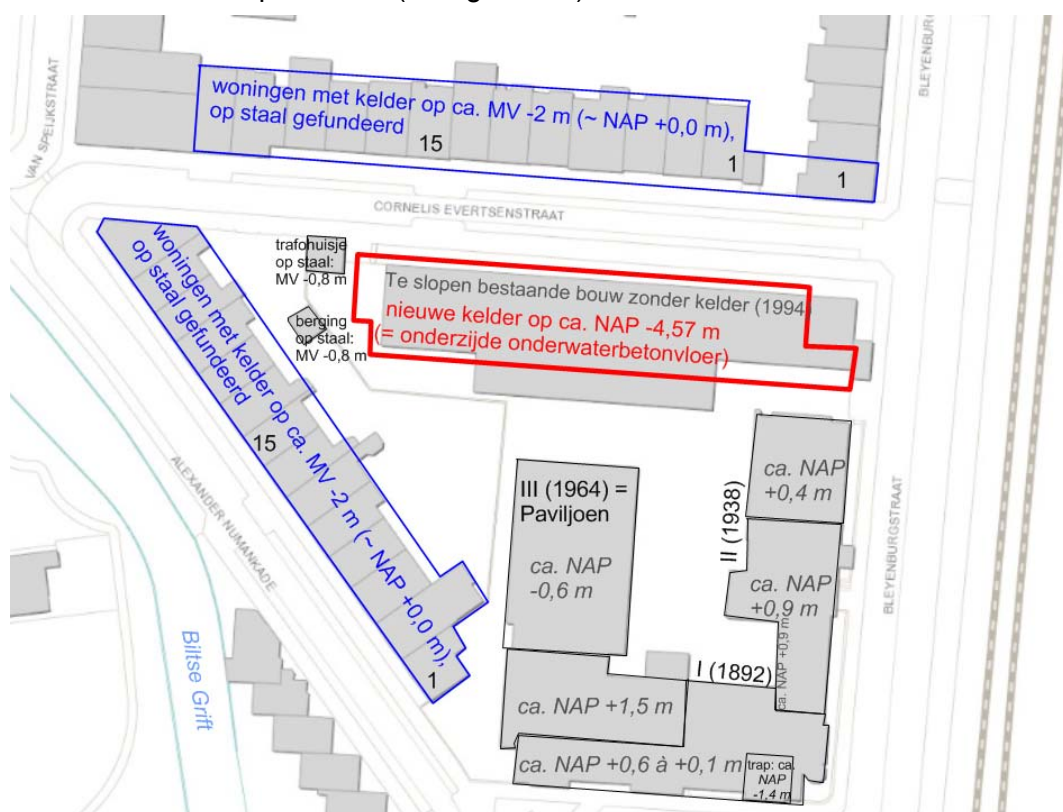 BLEYENBURG
VAN SPEIJKSTRAAT
woningen met kelder op ca. MV -2 m (~ NAP +0,0 m),
op staal gefundeerd
15
1
1
CORNELIS EVERTSENSTRAAT
trafohuisje
op staal:
MV -0,8 m
Te slopen bestaande bouw zonder kelder (1994)
nieuwe kelder op ca. NAP -4,57 m
(= onderzijde onderwaterbetonvloer)
berging
op staal:
MV -0,8 m
woningen met kelder op ca. MV -2 m (~ NAP +0,0 m),
op staal gefundeerd
15
1
ALEXANDER NUMANKADE
Biltse Grift
III (1964) =
Paviljoen
ca. NAP
-0,6 m
II (1938)
ca. NAP
+0,4 m
ca. NAP
+0,9 m
ca. NAP +0,9 m
BLEYENBURGSTRAAT
I (1892)
ca. NAP +1,5 m
ca. NAP +0,6 à +0,1 m
trap: ca.
NAP
-1,4 m